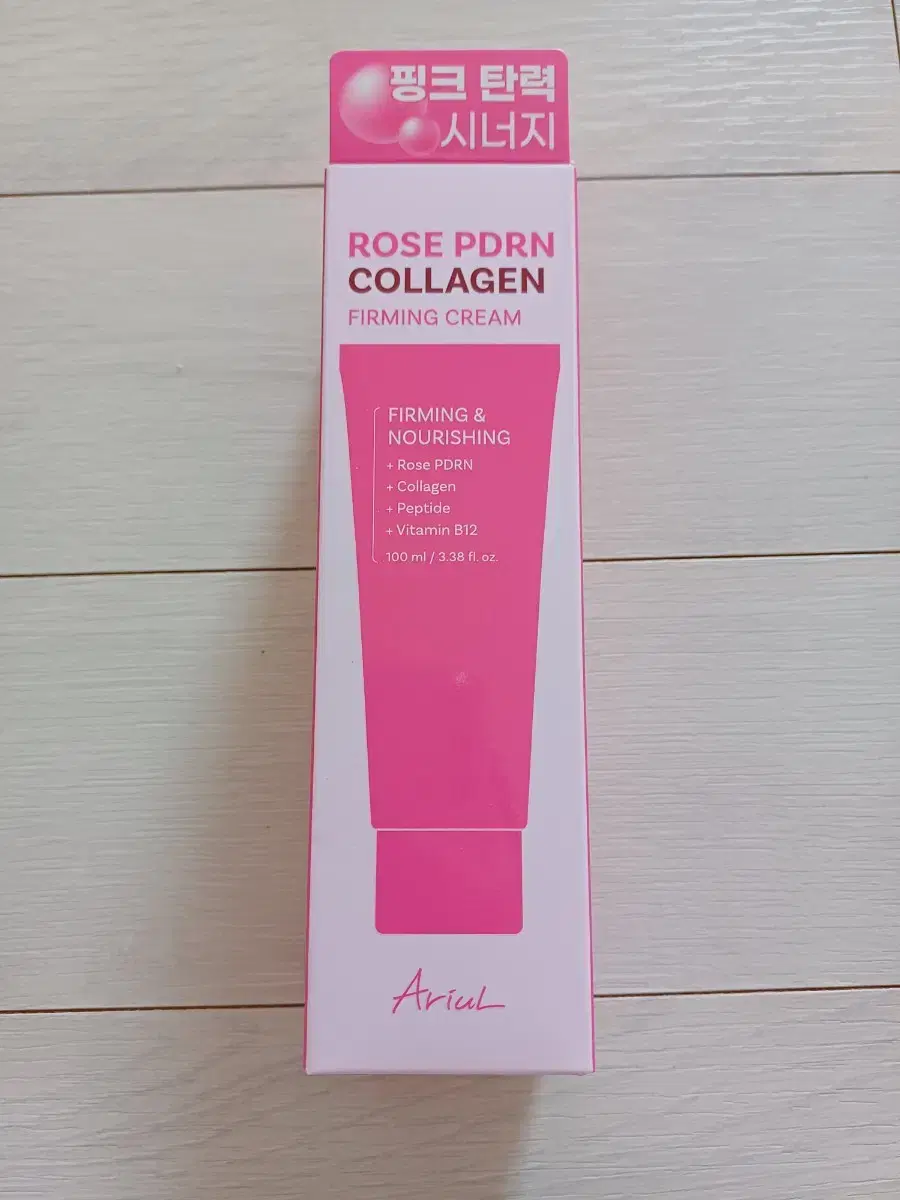 핑크 탄력
시너지
ROSE PDRN
COLLAGEN
FIRMING CREAM
FIRMING &
NOURISHING
+ Rose PDRN
+ Collagen
+ Peptide
+ Vitamin B12
100 ml / 3.38 fl. oz.
Ariul